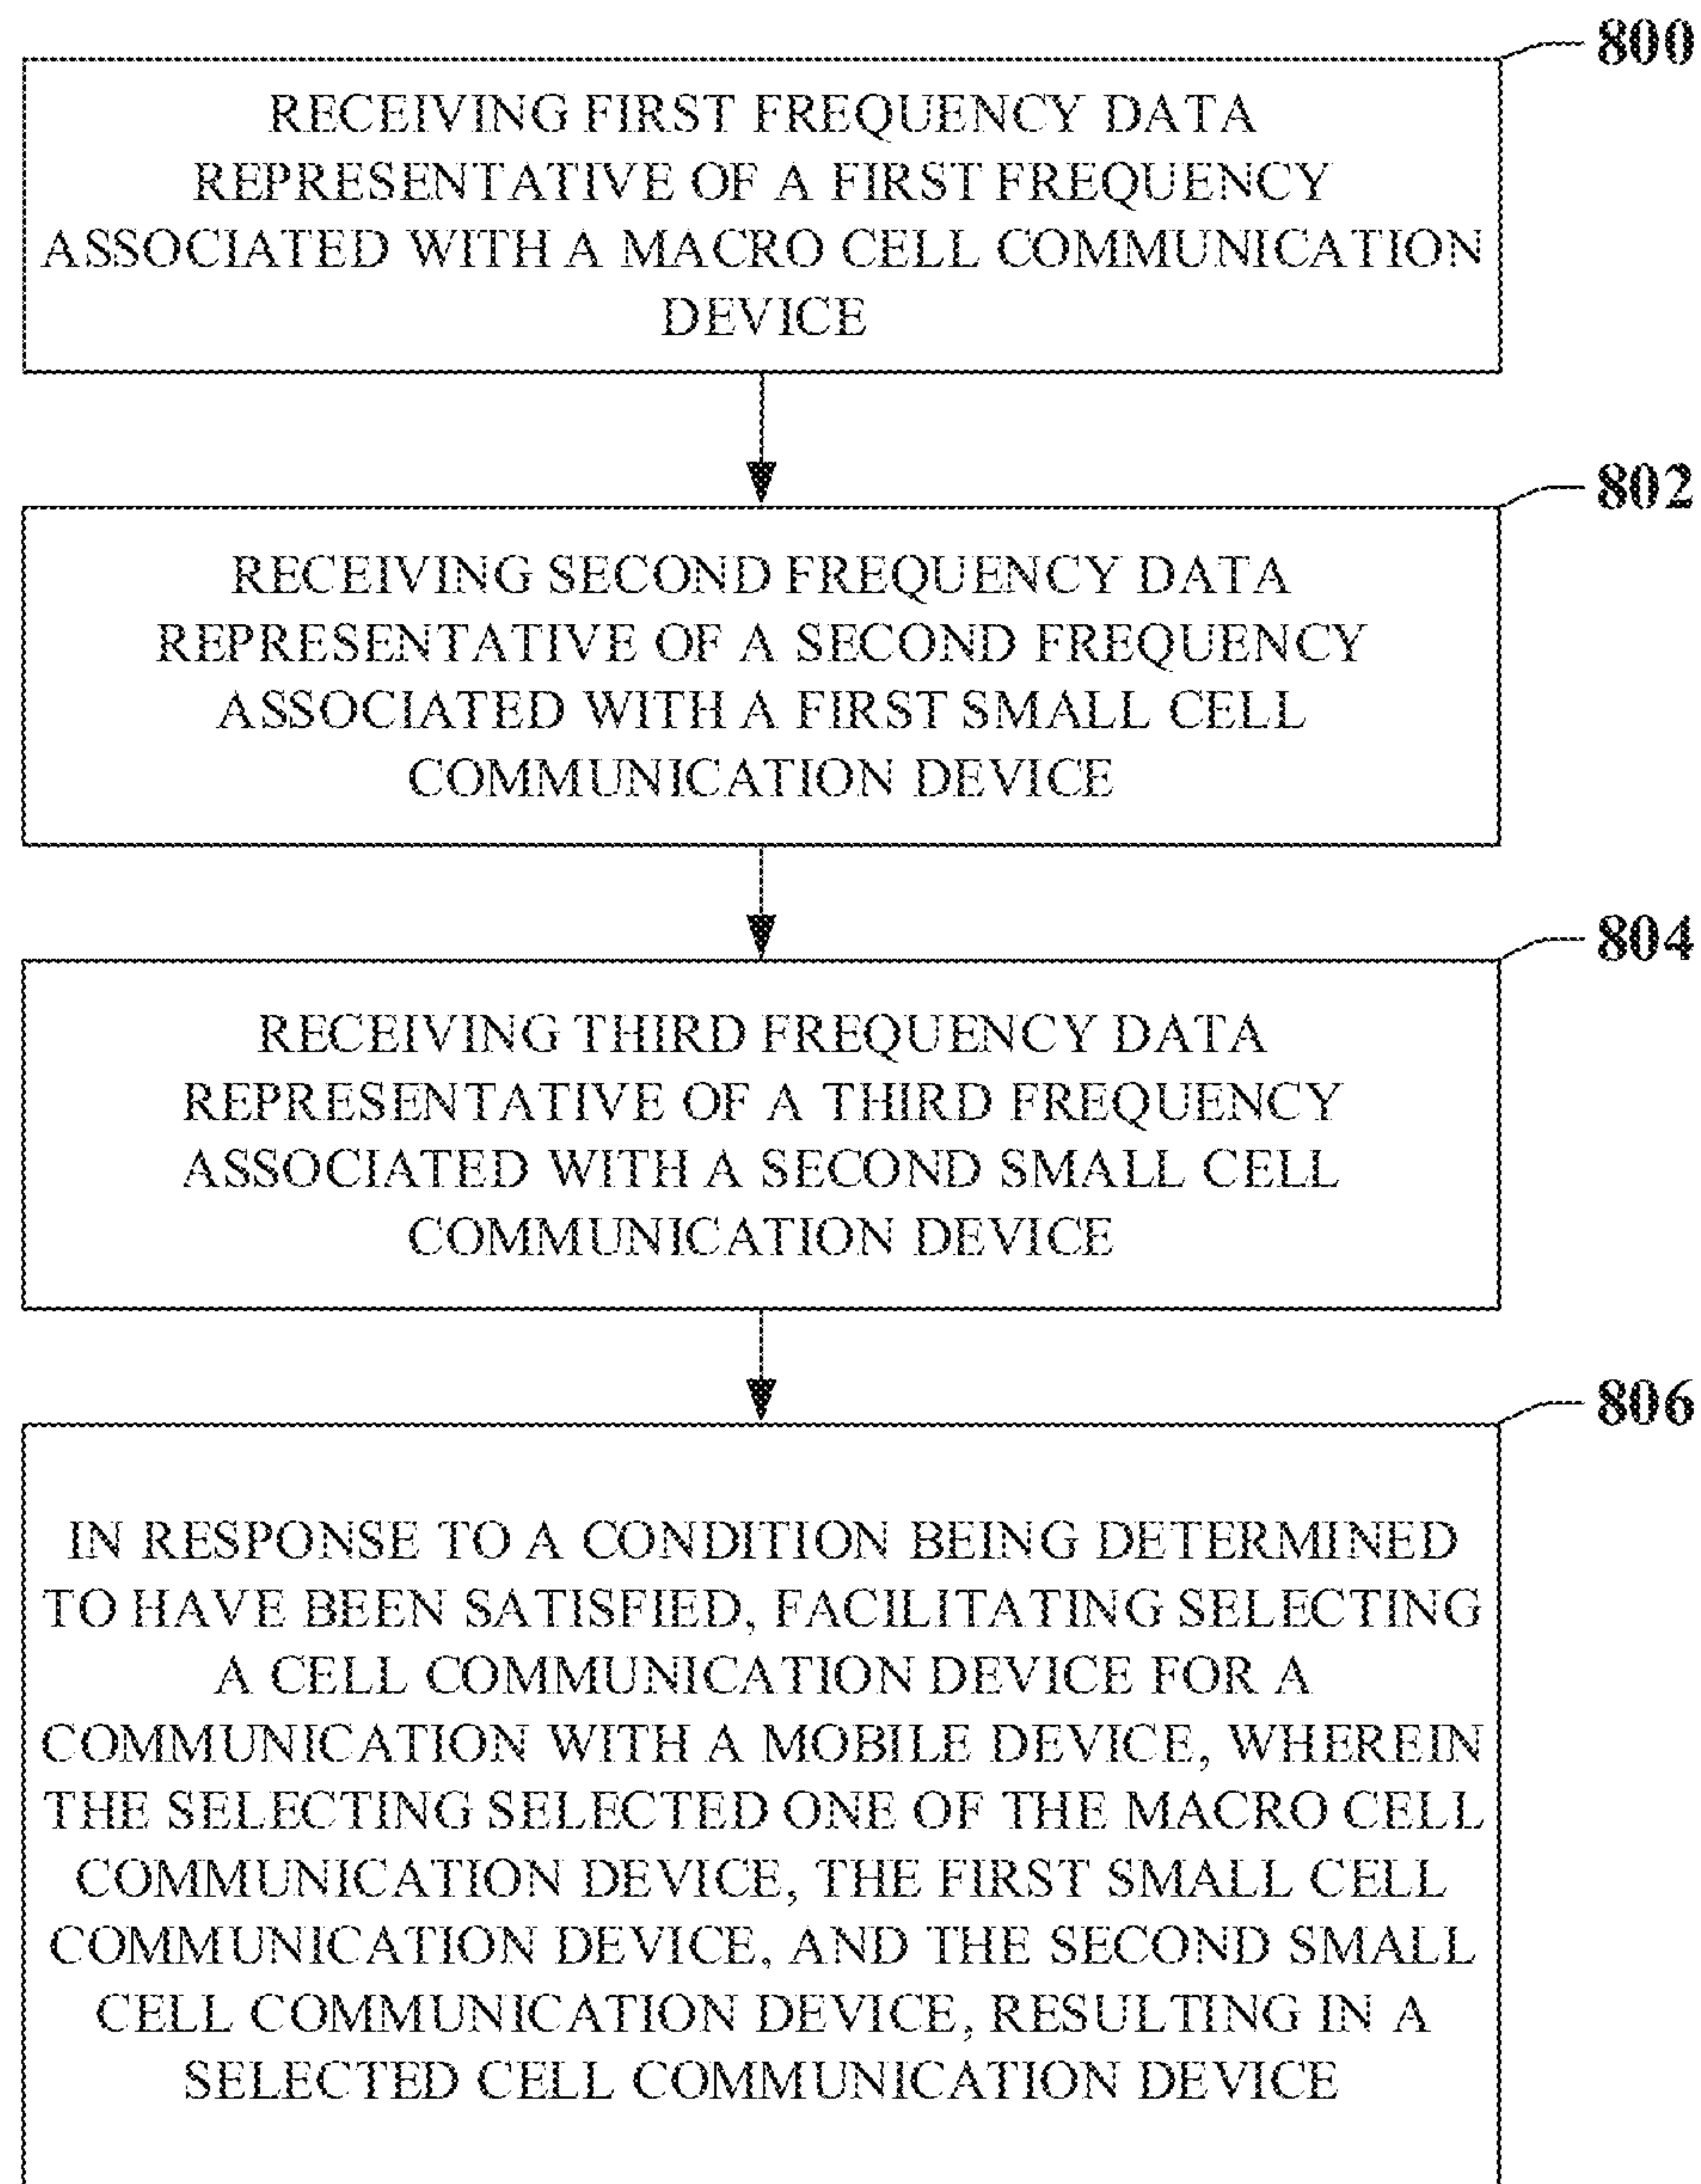 800
RECEIVING FIRST FREQUENCY DATA
REPRESENTATIVE OF A FIRST FREQUENCY
ASSOCIATED WITH A MACRO CELL COMMUNICATION
DEVICE
802
RECEIVING SECOND FREQUENCY DATA
REPRESENTATIVE OF A SECOND FREQUENCY
ASSOCIATED WITH A FIRST SMALL CELL
COMMUNICATION DEVICE
804
RECEIVING THIRD FREQUENCY DATA
REPRESENTATIVE OF A THIRD FREQUENCY
ASSOCIATED WITH A SECOND SMALL CELL
COMMUNICATION DEVICE
806
IN RESPONSE TO A CONDITION BEING DETERMINED
TO HAVE BEEN SATISFIED, FACILITATING SELECTING
A CELL COMMUNICATION DEVICE FOR A
COMMUNICATION WITH A MOBILE DEVICE, WHEREIN
THE SELECTING SELECTED ONE OF THE MACRO CELL
COMMUNICATION DEVICE, THE FIRST SMALL CELL
COMMUNICATION DEVICE, AND THE SECOND SMALL
CELL COMMUNICATION DEVICE, RESULTING IN A
SELECTED CELL COMMUNICATION DEVICE